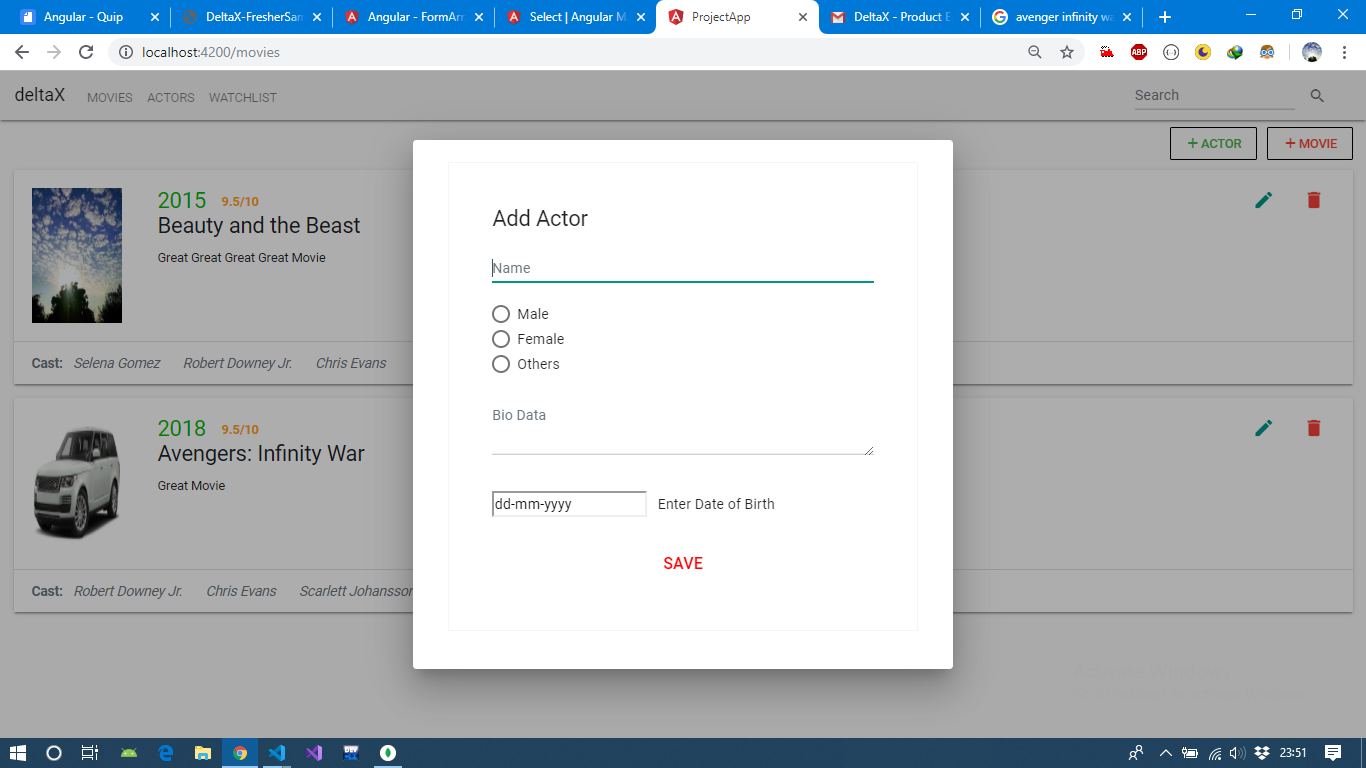 Angular - Quip
DeltaX-FresherSam
Angular - FormArr
Select | Angular M
ProjectApp
DeltaX - Product E
avenger infinity wa
localhost:4200/movies
ABP
deltaX MOVIES ACTORS WATCHLIST Search
+ ACTOR + MOVIE
2015 9.5/10
Beauty and the Beast
Great Great Great Great Movie
Cast: Selena Gomez Robert Downey Jr. Chris Evans
2018 9.5/10
Avengers: Infinity War
Great Movie
Cast: Robert Downey Jr. Chris Evans Scarlett Johansson
Add Actor
Name
Male
Female
Others
Bio Data
dd-mm-yyyy Enter Date of Birth
SAVE
23:51